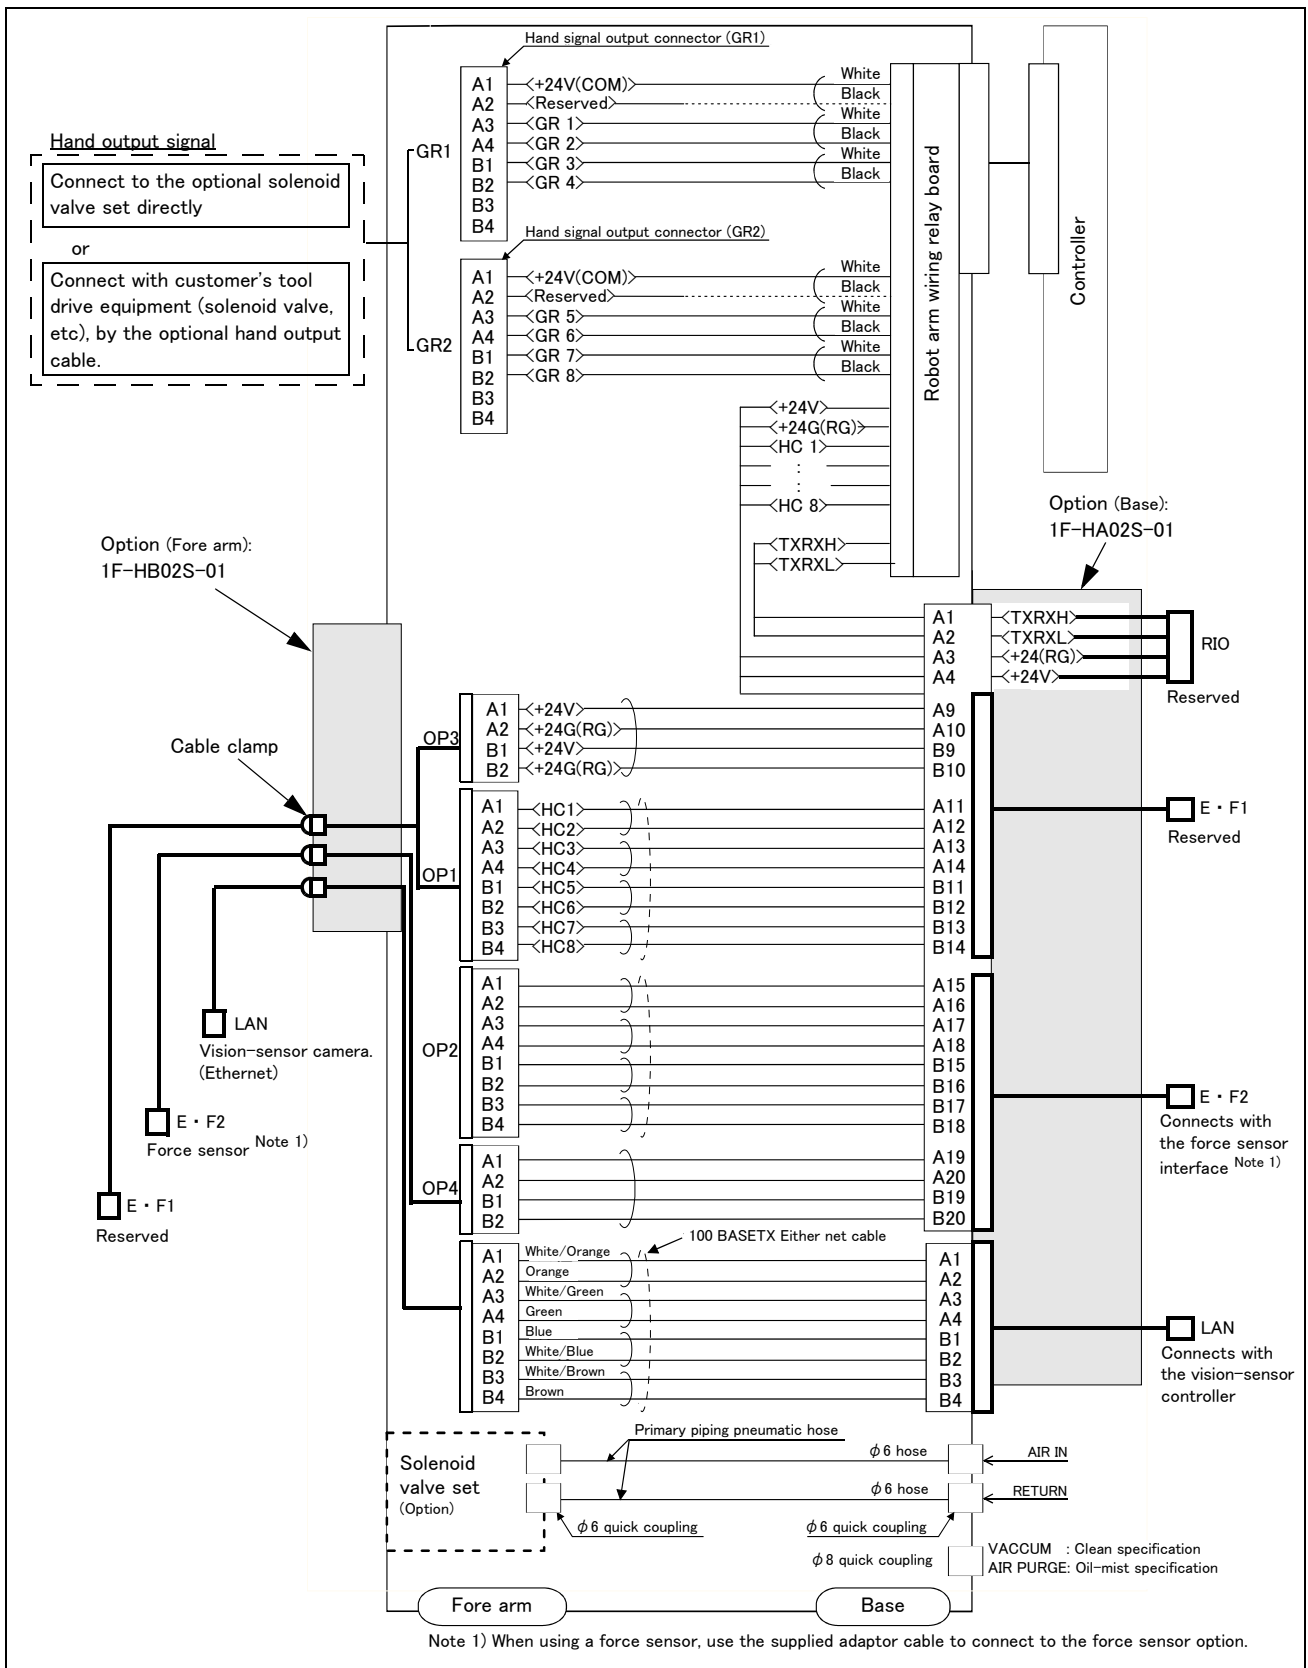 Hand signal output connector (GR1)
A1 <+24V(COM)> White
A2 <Reserved> Black
A3 <GR 1> White
A4 <GR 2> Black
B1 <GR 3> White
B2 <GR 4> Black
B3
B4
GR1
Hand output signal
Connect to the optional solenoid
valve set directly
or
Connect with customer's tool
drive equipment (solenoid valve,
etc), by the optional hand output
cable.
Hand signal output connector (GR2)
A1 <+24V(COM)> White
A2 <Reserved> Black
A3 <GR 5> White
A4 <GR 6> Black
B1 <GR 7> White
B2 <GR 8> Black
B3
B4
GR2
Robot arm wiring relay board
Controller
<+24V>
<+24G(RG)>
<HC 1>
:
:
<HC 8>
<TXRXH>
<TXRXL>
Option (Base):
1F-HA02S-01
Option (Fore arm):
1F-HB02S-01
A1 <TXRXH>
A2 <TXRXL>
A3 <+24(RG)>
A4 <+24V>
RIO
Reserved
Cable clamp
OP3
A1 <+24V> A9
A2 <+24G(RG)> A10
B1 <+24V> B9
B2 <+24G(RG)> B10
OP1
A1 <HC1> A11
A2 <HC2> A12
A3 <HC3> A13
A4 <HC4> A14
B1 <HC5> B11
B2 <HC6> B12
B3 <HC7> B13
B4 <HC8> B14
E・F1
Reserved
OP2
A1 A15
A2 A16
A3 A17
A4 A18
B1 B15
B2 B16
B3 B17
B4 B18
LAN
Vision-sensor camera.
(Ethernet)
E・F2
Force sensor Note 1)
E・F1
Reserved
E・F2
Connects with
the force sensor
interface Note 1)
OP4
A1 A19
A2 A20
B1 B19
B2 B20
100 BASETX Either net cable
A1 White/Orange A1
A2 Orange A2
A3 White/Green A3
A4 Green A4
B1 Blue B1
B2 White/Blue B2
B3 White/Brown B3
B4 Brown B4
LAN
Connects with
the vision-sensor
controller
Primary piping pneumatic hose
Solenoid
valve set
(Option)
φ6 hose AIR IN
φ6 hose RETURN
φ6 quick coupling φ6 quick coupling
φ8 quick coupling
VACCUM : Clean specification
AIR PURGE: Oil-mist specification
Fore arm Base
Note 1) When using a force sensor, use the supplied adaptor cable to connect to the force sensor option.